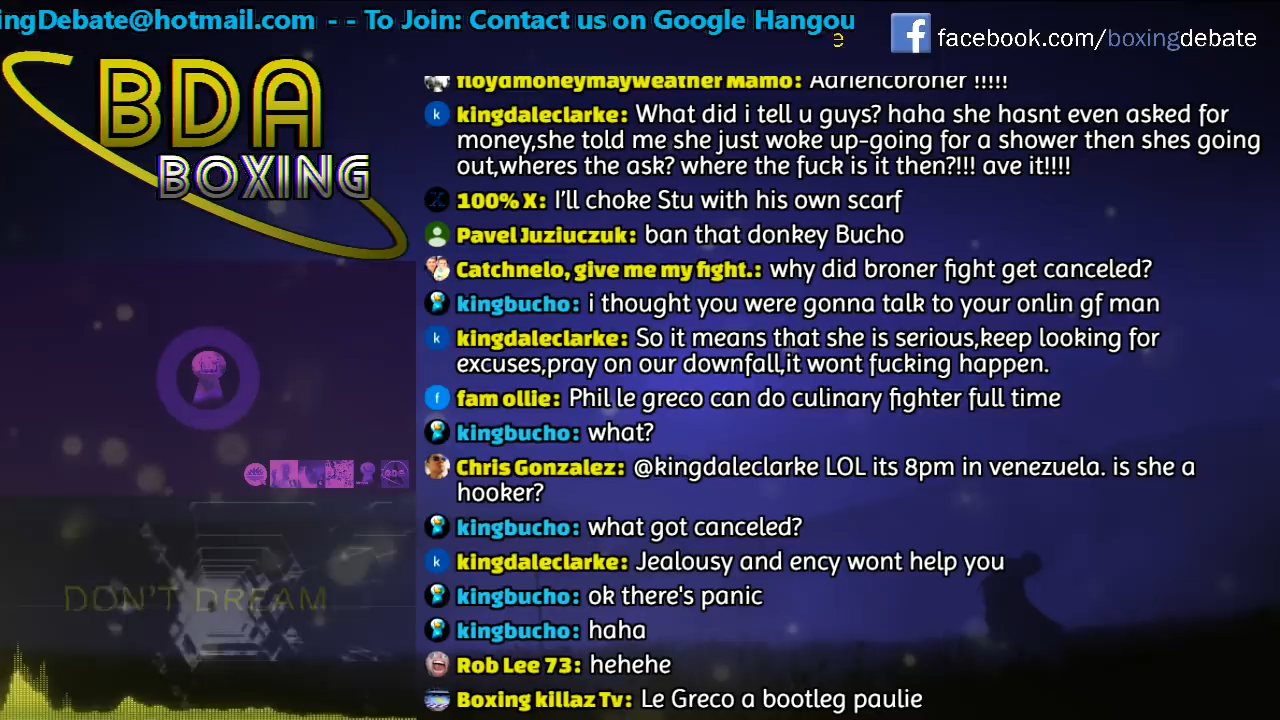 ingDebate@hotmail.com - - To Join: Contact us on Google Hangou
e
facebook.com/boxingdebate
BDA
BOXING
floydmoneymayweather Mamo: Adriencoroner !!!!!
kingdaleclarke: What did i tell u guys? haha she hasnt even asked for
money,she told me she just woke up-going for a shower then shes going
out,wheres the ask? where the fuck is it then?!!! ave it!!!!
100% X: I'll choke Stu with his own scarf
Pavel Juziuczuk: ban that donkey Bucho
Catchnelo, give me my fight.: why did broner fight get canceled?
kingbucho: i thought you were gonna talk to your onlin gf man
kingdaleclarke: So it means that she is serious,keep looking for
excuses,pray on our downfall,it wont fucking happen.
fam ollie: Phil le greco can do culinary fighter full time
kingbucho: what?
Chris Gonzalez: @kingdaleclarke LOL its 8pm in venezuela. is she a
hooker?
kingbucho: what got canceled?
kingdaleclarke: Jealousy and ency wont help you
kingbucho: ok there's panic
kingbucho: haha
Rob Lee 73: hehehe
Boxing killaz Tv: Le Greco a bootleg paulie
DON'T DREAM